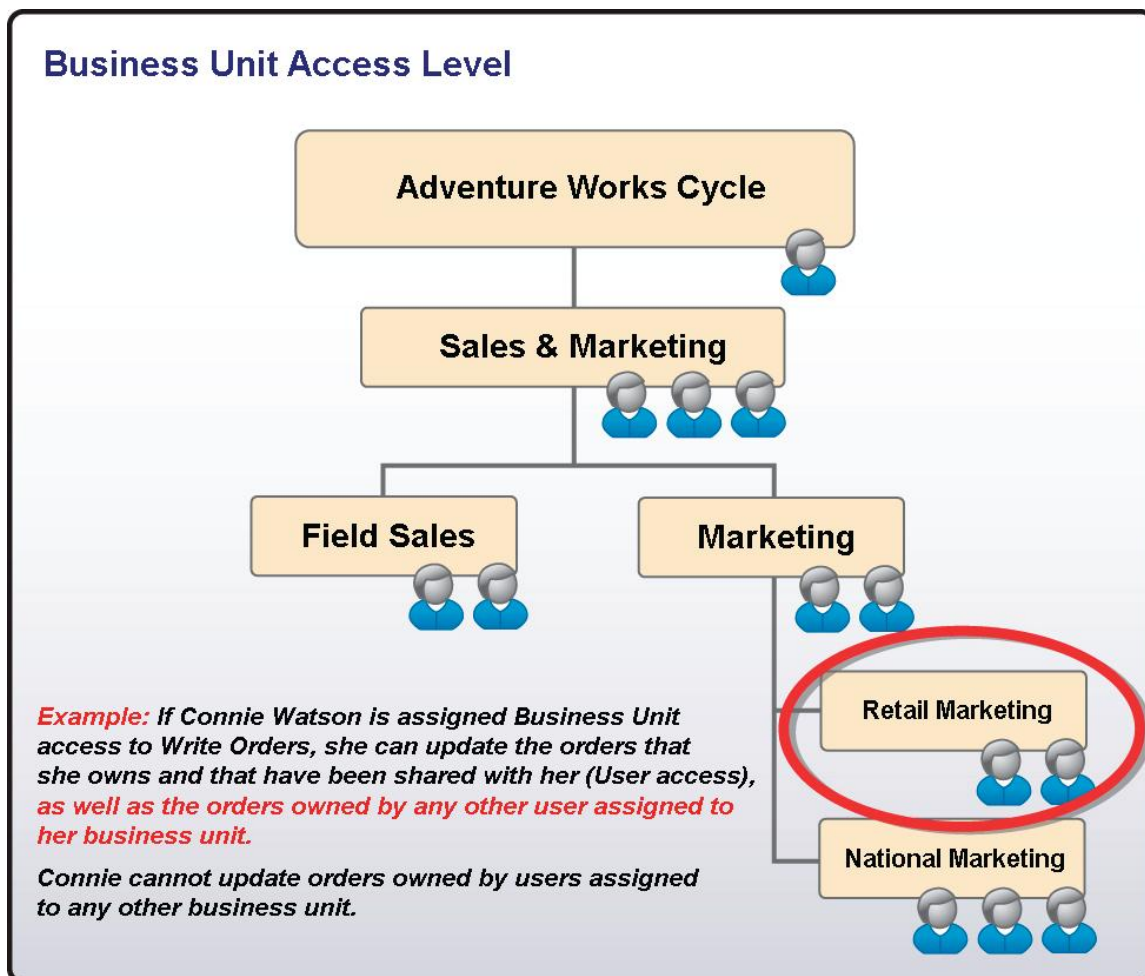 Business Unit Access Level
Adventure Works Cycle
Sales & Marketing
Field Sales
Marketing
Retail Marketing
National Marketing
Example: If Connie Watson is assigned Business Unit
access to Write Orders, she can update the orders that
she owns and that have been shared with her (User access),
as well as the orders owned by any other user assigned to
her business unit.
Connie cannot update orders owned by users assigned
to any other business unit.